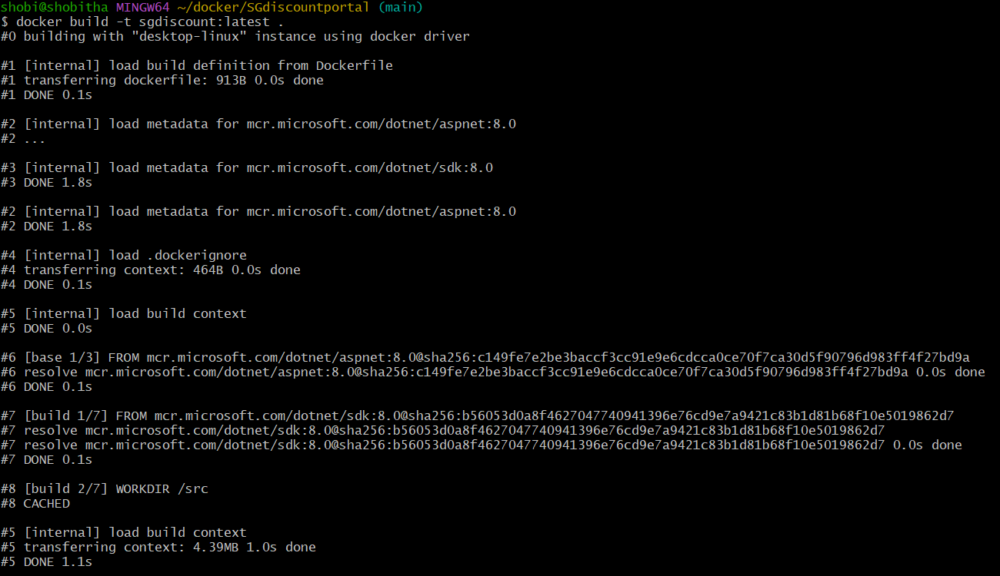 shobi@shobitha MINGW64 ~/docker/SGdiscountportal (main)
$ docker build -t sgdiscount:latest .
#0 building with "desktop-linux" instance using docker driver
#1 [internal] load build definition from Dockerfile
#1 transferring dockerfile: 913B 0.0s done
#1 DONE 0.1s
#2 [internal] load metadata for mcr.microsoft.com/dotnet/aspnet:8.0
#2 ...
#3 [internal] load metadata for mcr.microsoft.com/dotnet/sdk:8.0
#3 DONE 1.8s
#2 [internal] load metadata for mcr.microsoft.com/dotnet/aspnet:8.0
#2 DONE 1.8s
#4 [internal] load .dockerignore
#4 transferring context: 464B 0.0s done
#4 DONE 0.1s
#5 [internal] load build context
#5 DONE 0.0s
#6 [base 1/3] FROM mcr.microsoft.com/dotnet/aspnet:8.0@sha256:c149fe7e2be3baccf3cc91e9e6cdcca0ce70f7ca30d5f90796d983ff4f27bd9a
#6 resolve mcr.microsoft.com/dotnet/aspnet:8.0@sha256:c149fe7e2be3baccf3cc91e9e6cdcca0ce70f7ca30d5f90796d983ff4f27bd9a 0.0s done
#6 DONE 0.1s
#7 [build 1/7] FROM mcr.microsoft.com/dotnet/sdk:8.0@sha256:b56053d0a8f4627047740941396e76cd9e7a9421c83b1d81b68f10e5019862d7
#7 resolve mcr.microsoft.com/dotnet/sdk:8.0@sha256:b56053d0a8f4627047740941396e76cd9e7a9421c83b1d81b68f10e5019862d7
#7 resolve mcr.microsoft.com/dotnet/sdk:8.0@sha256:b56053d0a8f4627047740941396e76cd9e7a9421c83b1d81b68f10e5019862d7 0.0s done
#7 DONE 0.1s
#8 [build 2/7] WORKDIR /src
#8 CACHED
#5 [internal] load build context
#5 transferring context: 4.39MB 1.0s done
#5 DONE 1.1s